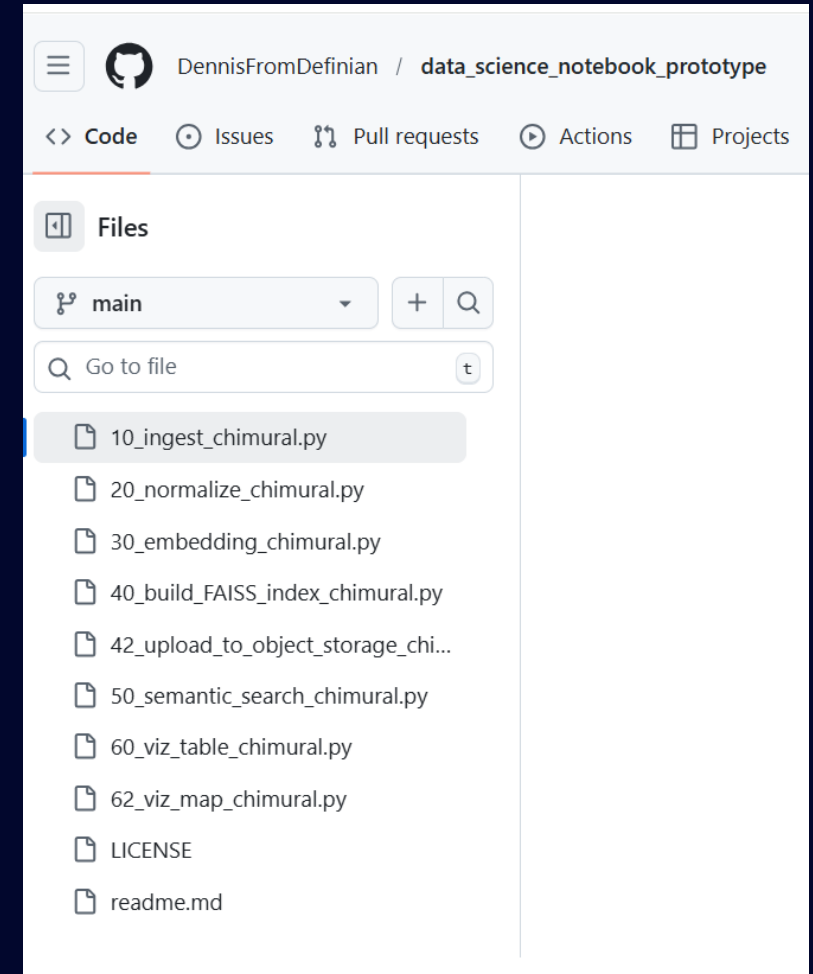 DennisFromDefinian / data_science_notebook_prototype
<> Code Issues Pull requests Actions Projects
Files
main
Go to file t
10_ingest_chimural.py
20_normalize_chimural.py
30_embedding_chimural.py
40_build_FAISS_index_chimural.py
42_upload_to_object_storage_chi...
50_semantic_search_chimural.py
60_viz_table_chimural.py
62_viz_map_chimural.py
LICENSE
readme.md